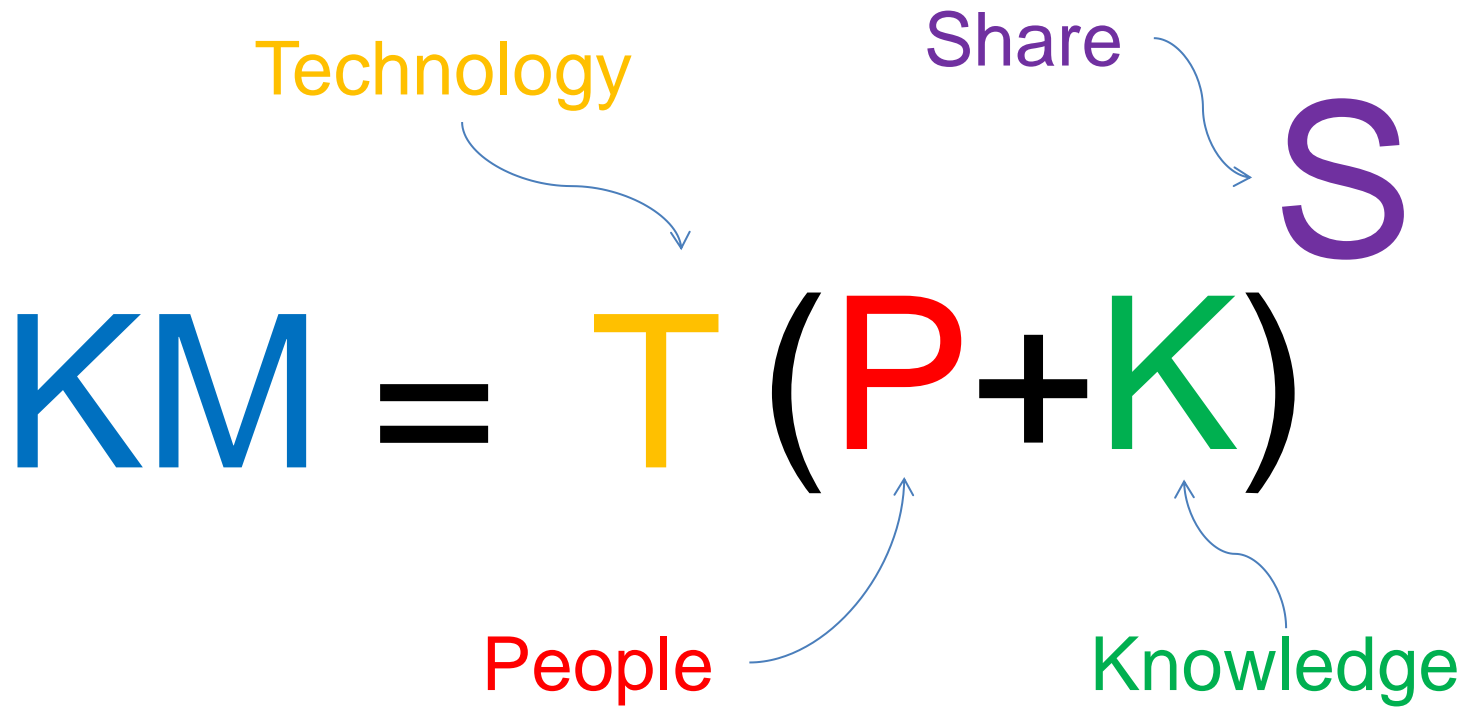 Technology
Share
S
KM = T (P+K)
People
Knowledge